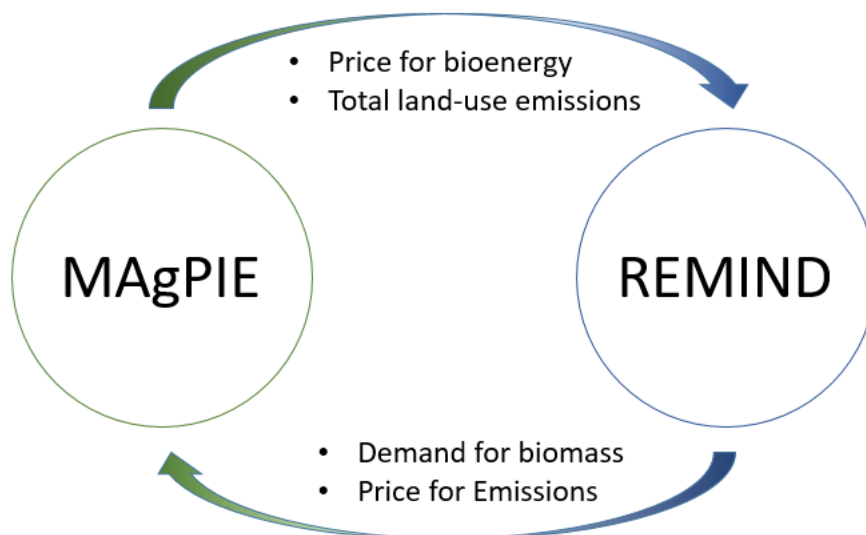 • Price for bioenergy
• Total land-use emissions
MAgPIE
REMIND
• Demand for biomass
• Price for Emissions